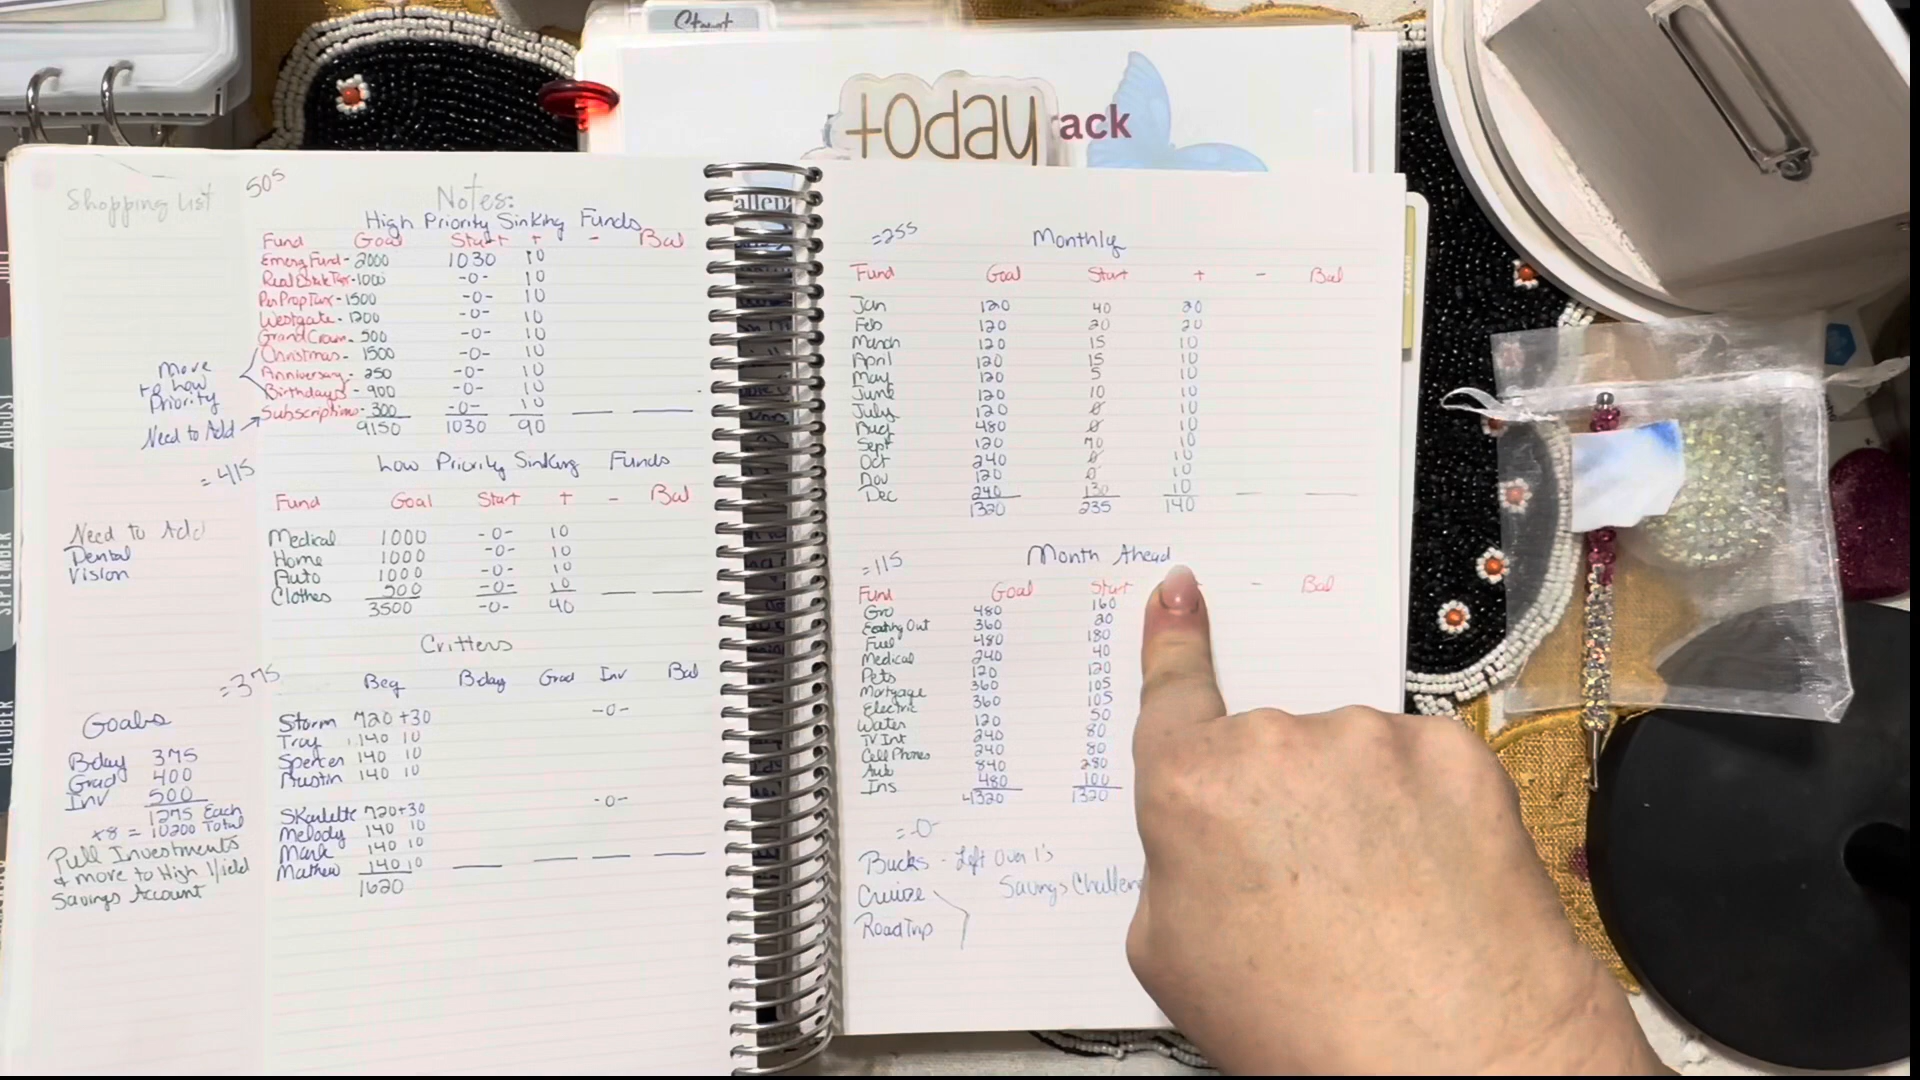 Start
today
ack
allen
JULY
AUGUST
SEPTEMBER
OCTOBER
Shopping List
505
Notes:
High Priority Sinking Funds
Fund Goal Start + - Bal
Emerg Fund - 2000 1030 10
Real Estate Tax - 1000 -0- 10
Per Prop Tax - 1500 -0- 10
Westgate - 1200 -0- 10
Grand Crown - 500 -0- 10
Christmas - 1500 -0- 10
Anniversary - 250 -0- 10
Birthdays - 900 -0- 10
Subscriptions - 300 -0- 10
9150 1030 90
Move
to Low
Priority
Need to Add
= 415
Low Priority Sinking Funds
Fund Goal Start + - Bal
Medical 1000 -0- 10
Home 1000 -0- 10
Auto 1000 -0- 10
Clothes 500 -0- 10
3500 -0- 40
Need to Add
Dental
Vision
Critters
= 375
Beg Bday Grad Inv Bal
Storm 720 +30 -0-
Tray 140 10
Spencer 140 10
Austin 140 10
Skarlette 720 +30 -0-
Melody 140 10
Mark 140 10
Mathew 140 10
1620
Goals
Bday 375
Grad 400
Inv 500
1275 Each
x8 = 10200 Total
Pull Investments
& move to High Yield
Savings Account
=255
Monthly
Fund Goal Start + - Bal
Jan 120 40 20
Feb 120 20 20
March 120 15 10
April 120 15 10
May 120 5 10
June 120 10 10
July 120 0 10
Aug 480 0 10
Sept 120 70 10
Oct 240 0 10
Nov 120 0 10
Dec 240 130 10
1320 235 140
=115
Month Ahead
Fund Goal Start - Bal
Gro 480 160
Eating Out 360 20
Fuel 480 180
Medical 240 40
Pets 120 120
Mortgage 360 105
Electric 360 105
Water 120 50
TV Int 240 80
Cell Phones 240 80
Auto 840 280
Ins 480 100
4320 1320
= -0-
Bucks - Left Over 1's
Cruize Savings Challen
Road Trip